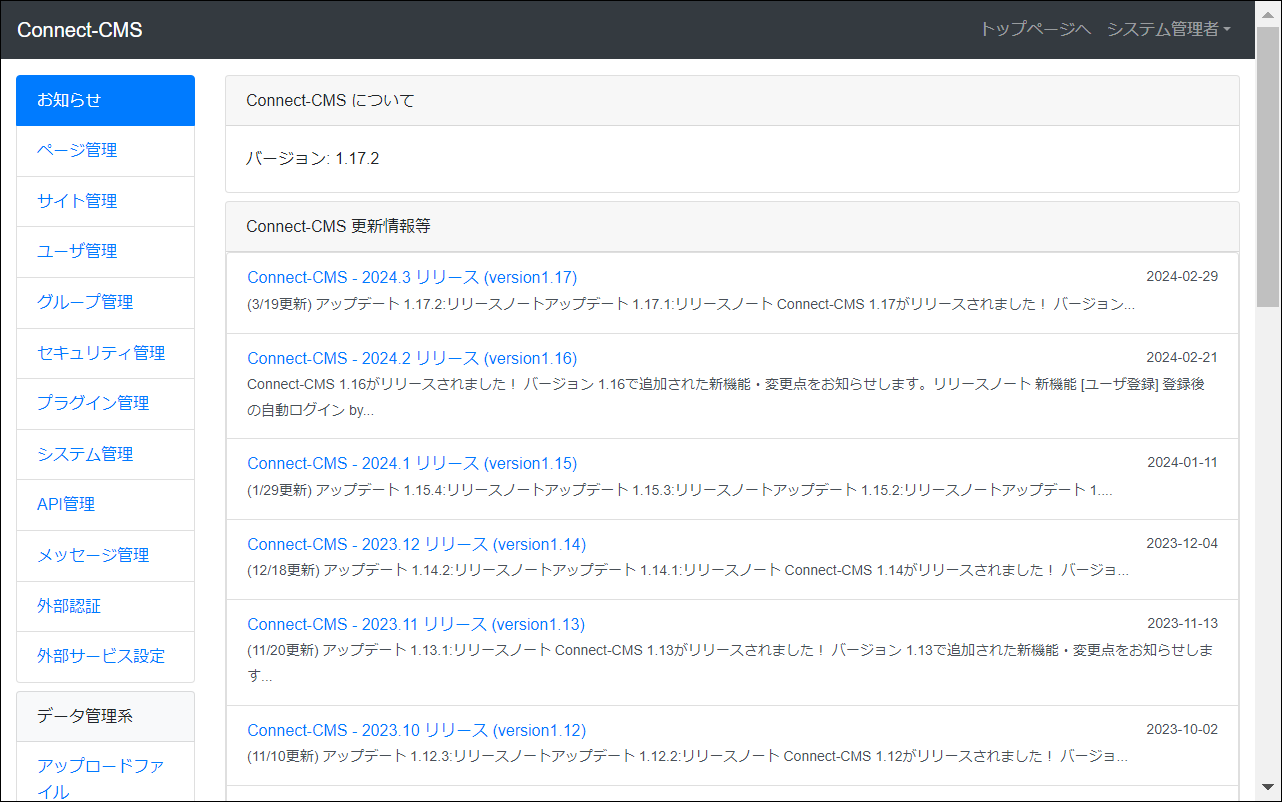 Connect-CMS
トップページへ システム管理者
お知らせ
ページ管理
サイト管理
ユーザ管理
グループ管理
セキュリティ管理
プラグイン管理
システム管理
API管理
メッセージ管理
外部認証
外部サービス設定
データ管理系
アップロードファ
イル
Connect-CMS について
バージョン: 1.17.2
Connect-CMS 更新情報等
Connect-CMS - 2024.3 リリース (version1.17) 2024-02-29
(3/19更新) アップデート 1.17.2:リリースノートアップデート 1.17.1:リリースノート Connect-CMS 1.17がリリースされました！ バージョン...
Connect-CMS - 2024.2 リリース (version1.16) 2024-02-21
Connect-CMS 1.16がリリースされました！ バージョン 1.16で追加された新機能・変更点をお知らせします。リリースノート 新機能 [ユーザ登録] 登録後
の自動ログイン by...
Connect-CMS - 2024.1 リリース (version1.15) 2024-01-11
(1/29更新) アップデート 1.15.4:リリースノートアップデート 1.15.3:リリースノートアップデート 1.15.2:リリースノートアップデート 1....
Connect-CMS - 2023.12 リリース (version1.14) 2023-12-04
(12/18更新) アップデート 1.14.2:リリースノートアップデート 1.14.1:リリースノート Connect-CMS 1.14がリリースされました！ バージョ...
Connect-CMS - 2023.11 リリース (version1.13) 2023-11-13
(11/20更新) アップデート 1.13.1:リリースノート Connect-CMS 1.13がリリースされました！ バージョン 1.13で追加された新機能・変更点をお知らせしま
す...
Connect-CMS - 2023.10 リリース (version1.12) 2023-10-02
(11/10更新) アップデート 1.12.3:リリースノートアップデート 1.12.2:リリースノート Connect-CMS 1.12がリリースされました！ バージョ...